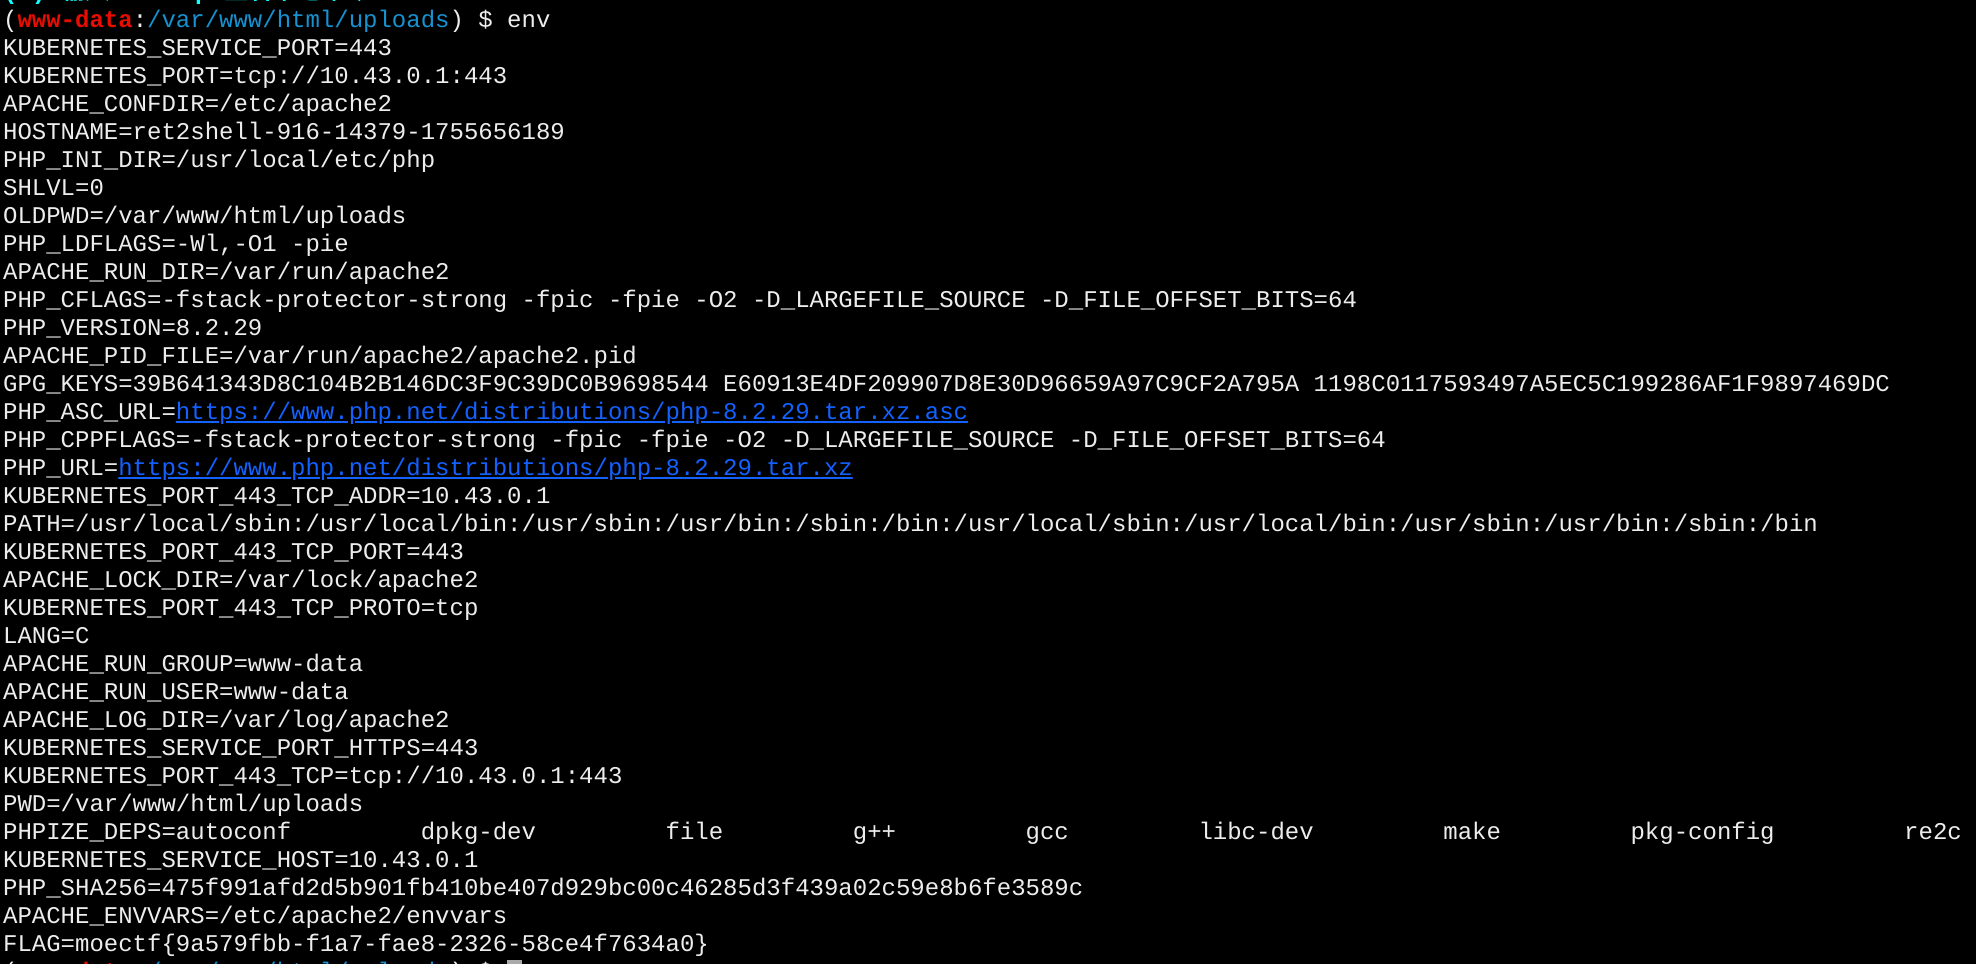 (www-data:/var/www/html/uploads) $ env
KUBERNETES_SERVICE_PORT=443
KUBERNETES_PORT=tcp://10.43.0.1:443
APACHE_CONFDIR=/etc/apache2
HOSTNAME=ret2shell-916-14379-1755656189
PHP_INI_DIR=/usr/local/etc/php
SHLVL=0
OLDPWD=/var/www/html/uploads
PHP_LDFLAGS=-Wl,-O1 -pie
APACHE_RUN_DIR=/var/run/apache2
PHP_CFLAGS=-fstack-protector-strong -fpic -fpie -O2 -D_LARGEFILE_SOURCE -D_FILE_OFFSET_BITS=64
PHP_VERSION=8.2.29
APACHE_PID_FILE=/var/run/apache2/apache2.pid
GPG_KEYS=39B641343D8C104B2B146DC3F9C39DC0B9698544 E60913E4DF209907D8E30D96659A97C9CF2A795A 1198C0117593497A5EC5C199286AF1F9897469DC
PHP_ASC_URL=https://www.php.net/distributions/php-8.2.29.tar.xz.asc
PHP_CPPFLAGS=-fstack-protector-strong -fpic -fpie -O2 -D_LARGEFILE_SOURCE -D_FILE_OFFSET_BITS=64
PHP_URL=https://www.php.net/distributions/php-8.2.29.tar.xz
KUBERNETES_PORT_443_TCP_ADDR=10.43.0.1
PATH=/usr/local/sbin:/usr/local/bin:/usr/sbin:/usr/bin:/sbin:/bin:/usr/local/sbin:/usr/local/bin:/usr/sbin:/usr/bin:/sbin:/bin
KUBERNETES_PORT_443_TCP_PORT=443
APACHE_LOCK_DIR=/var/lock/apache2
KUBERNETES_PORT_443_TCP_PROTO=tcp
LANG=C
APACHE_RUN_GROUP=www-data
APACHE_RUN_USER=www-data
APACHE_LOG_DIR=/var/log/apache2
KUBERNETES_SERVICE_PORT_HTTPS=443
KUBERNETES_PORT_443_TCP=tcp://10.43.0.1:443
PWD=/var/www/html/uploads
PHPIZE_DEPS=autoconf         dpkg-dev         file         g++         gcc         libc-dev         make         pkg-config         re2c
KUBERNETES_SERVICE_HOST=10.43.0.1
PHP_SHA256=475f991afd2d5b901fb410be407d929bc00c46285d3f439a02c59e8b6fe3589c
APACHE_ENVVARS=/etc/apache2/envvars
FLAG=moectf{9a579fbb-f1a7-fae8-2326-58ce4f7634a0}